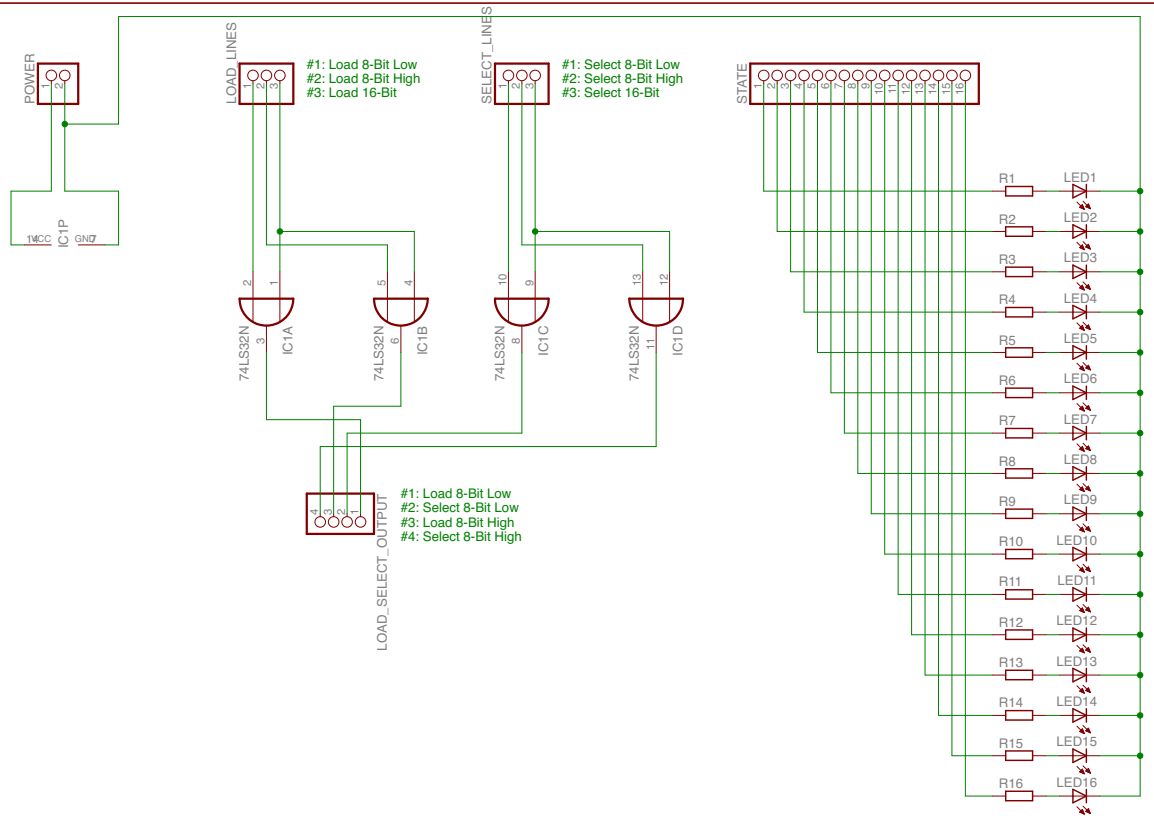 POWER
1
2
LOAD_LINES
1
2
3
#1: Load 8-Bit Low
#2: Load 8-Bit High
#3: Load 16-Bit
SELECT_LINES
1
2
3
#1: Select 8-Bit Low
#2: Select 8-Bit High
#3: Select 16-Bit
STATE
1
2
3
4
5
6
7
8
9
10
11
12
13
14
15
16
14
VCC
IC1P
GND
7
2
1
74LS32N
3
IC1A
5
4
74LS32N
6
IC1B
10
9
74LS32N
8
IC1C
13
12
74LS32N
11
IC1D
4
3
2
1
LOAD_SELECT_OUTPUT
#1: Load 8-Bit Low
#2: Select 8-Bit Low
#3: Load 8-Bit High
#4: Select 8-Bit High
R1 LED1
R2 LED2
R3 LED3
R4 LED4
R5 LED5
R6 LED6
R7 LED7
R8 LED8
R9 LED9
R10 LED10
R11 LED11
R12 LED12
R13 LED13
R14 LED14
R15 LED15
R16 LED16